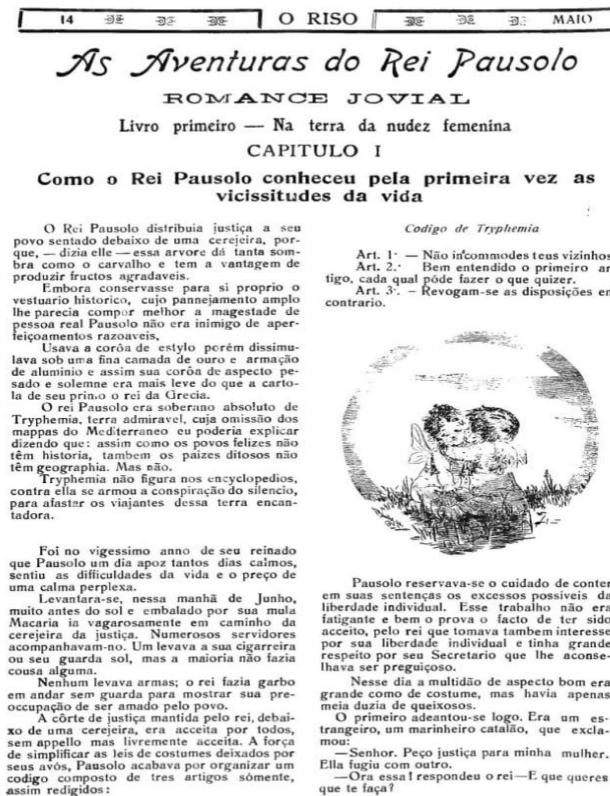 14
O RISO
MAIO
As Aventuras do Rei Pausolo
ROMANCE JOVIAL
Livro primeiro — Na terra da nudez femenina
CAPITULO I
Como o Rei Pausolo conheceu pela primeira vez as
vicissitudes da vida
O Rei Pausolo distribuia justiça a seu
povo sentado debaixo de uma cerejeira, por-
que, — dizia elle — essa arvore dá tanta som-
bra como o carvalho e tem a vantagem de
produzir fructos agradaveis.
Embora conservasse para si proprio o
vestuario historico, cujo pannejamento amplo
lhe parecia compor melhor a magestade de
pessoa real Pausolo não era inimigo de aper-
feiçoamentos razoaveis,
Usava a corôa de estylo porém dissimu-
lava sob uma fina camada de ouro e armação
de aluminio e assim sua corôa de aspecto pe-
sado e solemne era mais leve do que a carto-
la de seu primo o rei da Grecia.
O rei Pausolo era soberano absoluto de
Tryphemia, terra admiravel, cuja omissão dos
mappas do Mediterraneo eu poderia explicar
dizendo que: assim como os povos felizes não
têm historia, tambem os paizes ditosos não
têm geographia. Mas não.
Tryphemia não figura nos encyclopedios,
contra ella se armou a conspiração do silencio,
para afastar os viajantes dessa terra encan-
tadora.
Foi no vigessimo anno de seu reinado
que Pausolo um dia apoz tantos dias calmos,
sentiu as difficuldades da vida e o preço de
uma calma perplexa.
Levantara-se, nessa manhã de Junho,
muito antes do sol e embalado por sua mula
Macaria ia vagarosamente em caminho da
cerejeira da justiça. Numerosos servidores
acompanhavam-no. Um levava a sua cigarreira
ou seu guarda sol, mas a maioria não fazia
cousa alguma.
Nenhum levava armas; o rei fazia garbo
em andar sem guarda para mostrar sua pre-
occupação de ser amado pelo povo.
A côrte de justiça mantida pelo rei, debai-
xo de uma cerejeira, era acceita por todos,
sem appello mas livremente acceita. A força
de simplificar as leis de costumes deixados por
seus avós, Pausolo acabava por organizar um
codigo composto de tres artigos sómente,
assim redigidos:
Codigo de Tryphemia
Art. 1· — Não incommodes teus vizinhos
Art. 2.· Bem entendido o primeiro ar
tigo, cada qual póde fazer o que quizer.
Art. 3·. — Revogam-se as disposições em
contrario.
Pausolo reservava-se o cuidado de conter
em suas sentenças os excessos possiveis da
liberdade individual. Esse trabalho não era
fatigante e bem o prova o facto de ter sido
acceito, pelo rei que tomava tambem interesse
por sua liberdade individual e tinha grande
respeito por seu Secretario que lhe aconse-
lhava ser preguiçoso.
Nesse dia a multidão de aspecto bom era
grande como de costume, mas havia apenas
meia duzia de queixosos.
O primeiro adeantou-se logo. Era um es-
trangeiro, um marinheiro catalão, que excla-
mou:
—Senhor. Peço justiça para minha mulher.
Ella fugiu com outro.
—Ora essa! respondeu o rei—E que queres
que te faça?